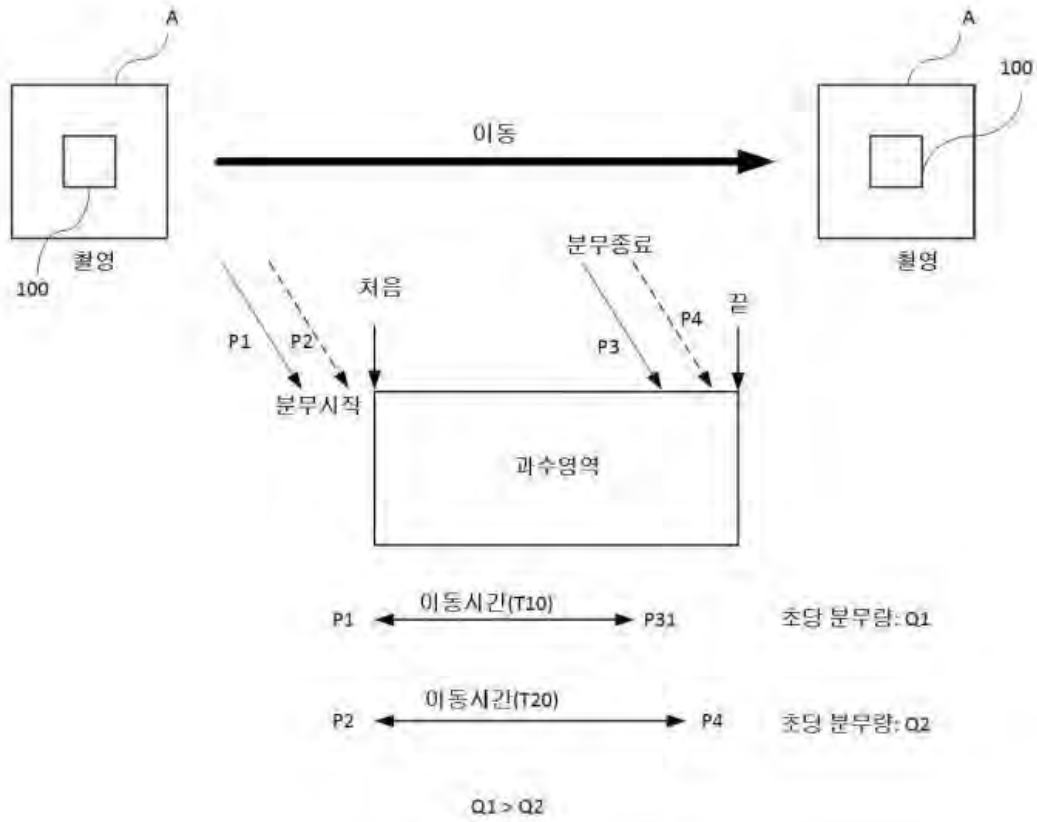 A
A
100
이동
촬영
촬영
100
분무종료
처음
끝
P1
P2
P3
P4
분무시작
과수영역
P1 이동시간(T10) P31 초당 분무량: Q1
P2 이동시간(T20) P4 초당 분무량: Q2
Q1 > Q2